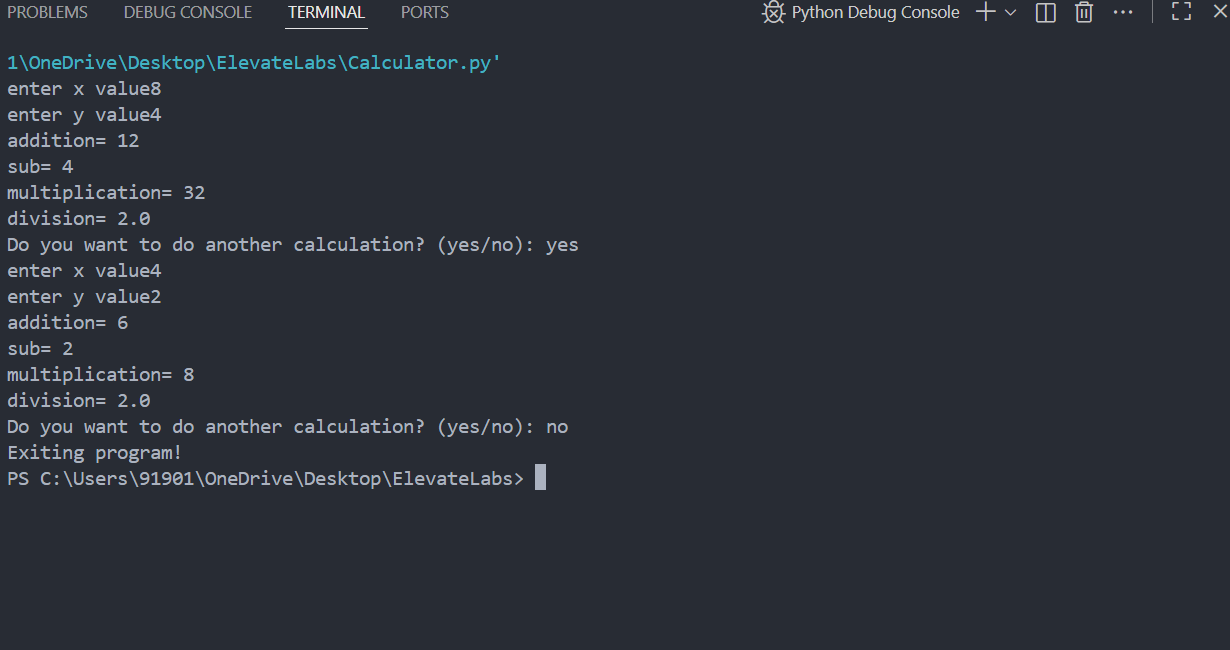 PROBLEMS DEBUG CONSOLE TERMINAL PORTS Python Debug Console
1\OneDrive\Desktop\ElevateLabs\Calculator.py'
enter x value8
enter y value4
addition= 12
sub= 4
multiplication= 32
division= 2.0
Do you want to do another calculation? (yes/no): yes
enter x value4
enter y value2
addition= 6
sub= 2
multiplication= 8
division= 2.0
Do you want to do another calculation? (yes/no): no
Exiting program!
PS C:\Users\91901\OneDrive\Desktop\ElevateLabs>